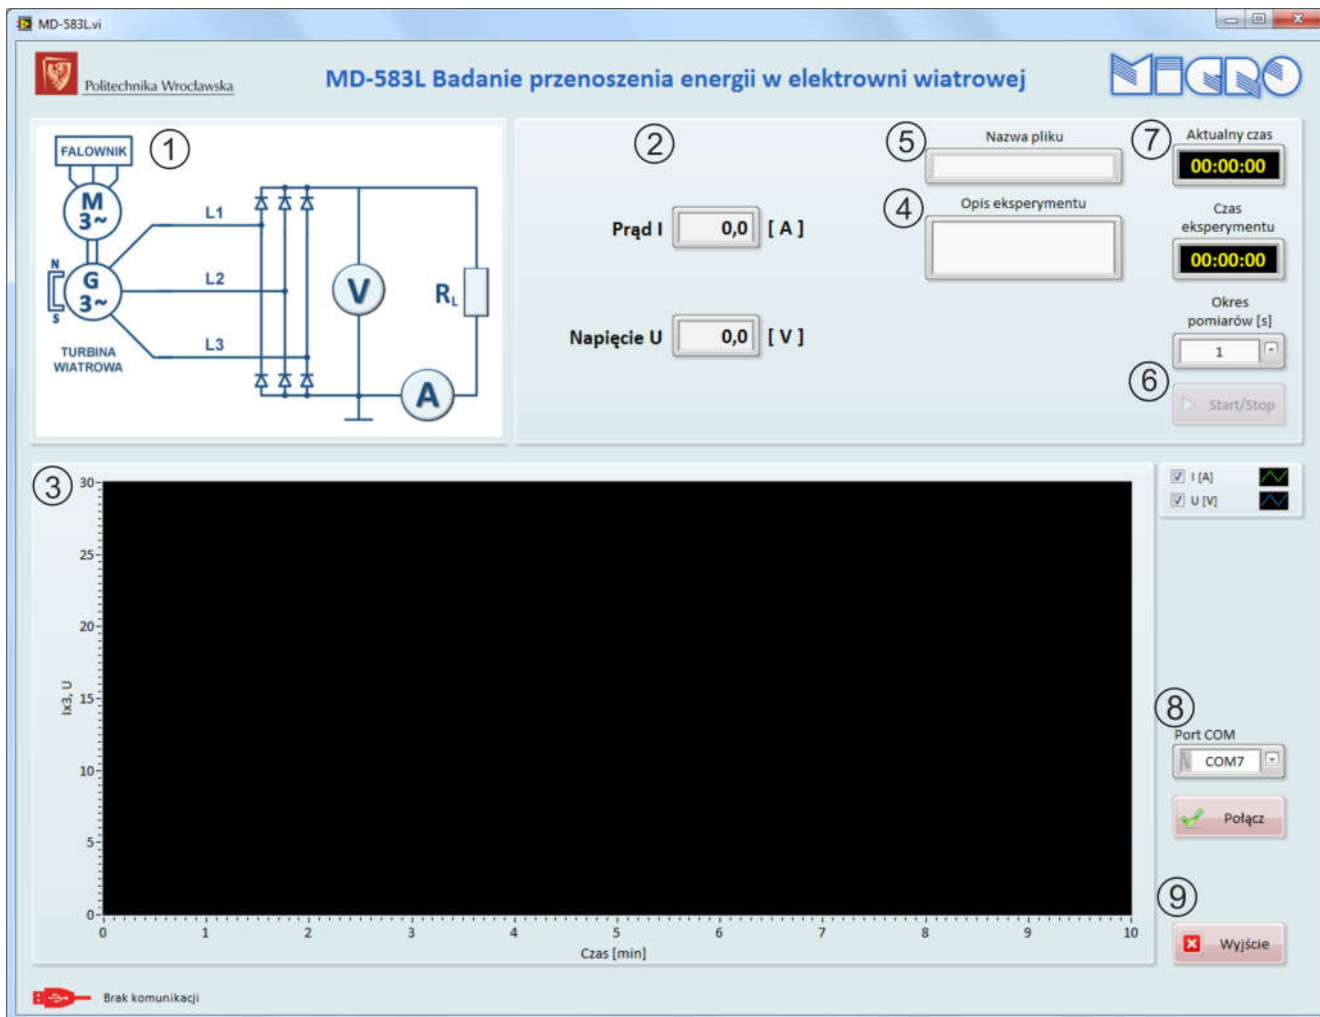 MD-583L.vi
Politechnika Wrocławska
MD-583L Badanie przenoszenia energii w elektrowni wiatrowej
MICRO
1
FALOWNIK
M
3~
L1
N
G
3~
S
L2
L3
TURBINA
WIATROWA
V
RL
A
2
Prąd I 0,0 [ A ]
Napięcie U 0,0 [ V ]
5
Nazwa pliku
4
Opis eksperymentu
7
Aktualny czas
00:00:00
Czas
eksperymentu
00:00:00
Okres
pomiarów [s]
1
6
Start/Stop
3
30
25
20
15
10
5
0
Ix3, U
0 1 2 3 4 5 6 7 8 9 10
Czas [min]
I [A]
U [V]
8
Port COM
COM7
Połącz
9
Wyjście
Brak komunikacji